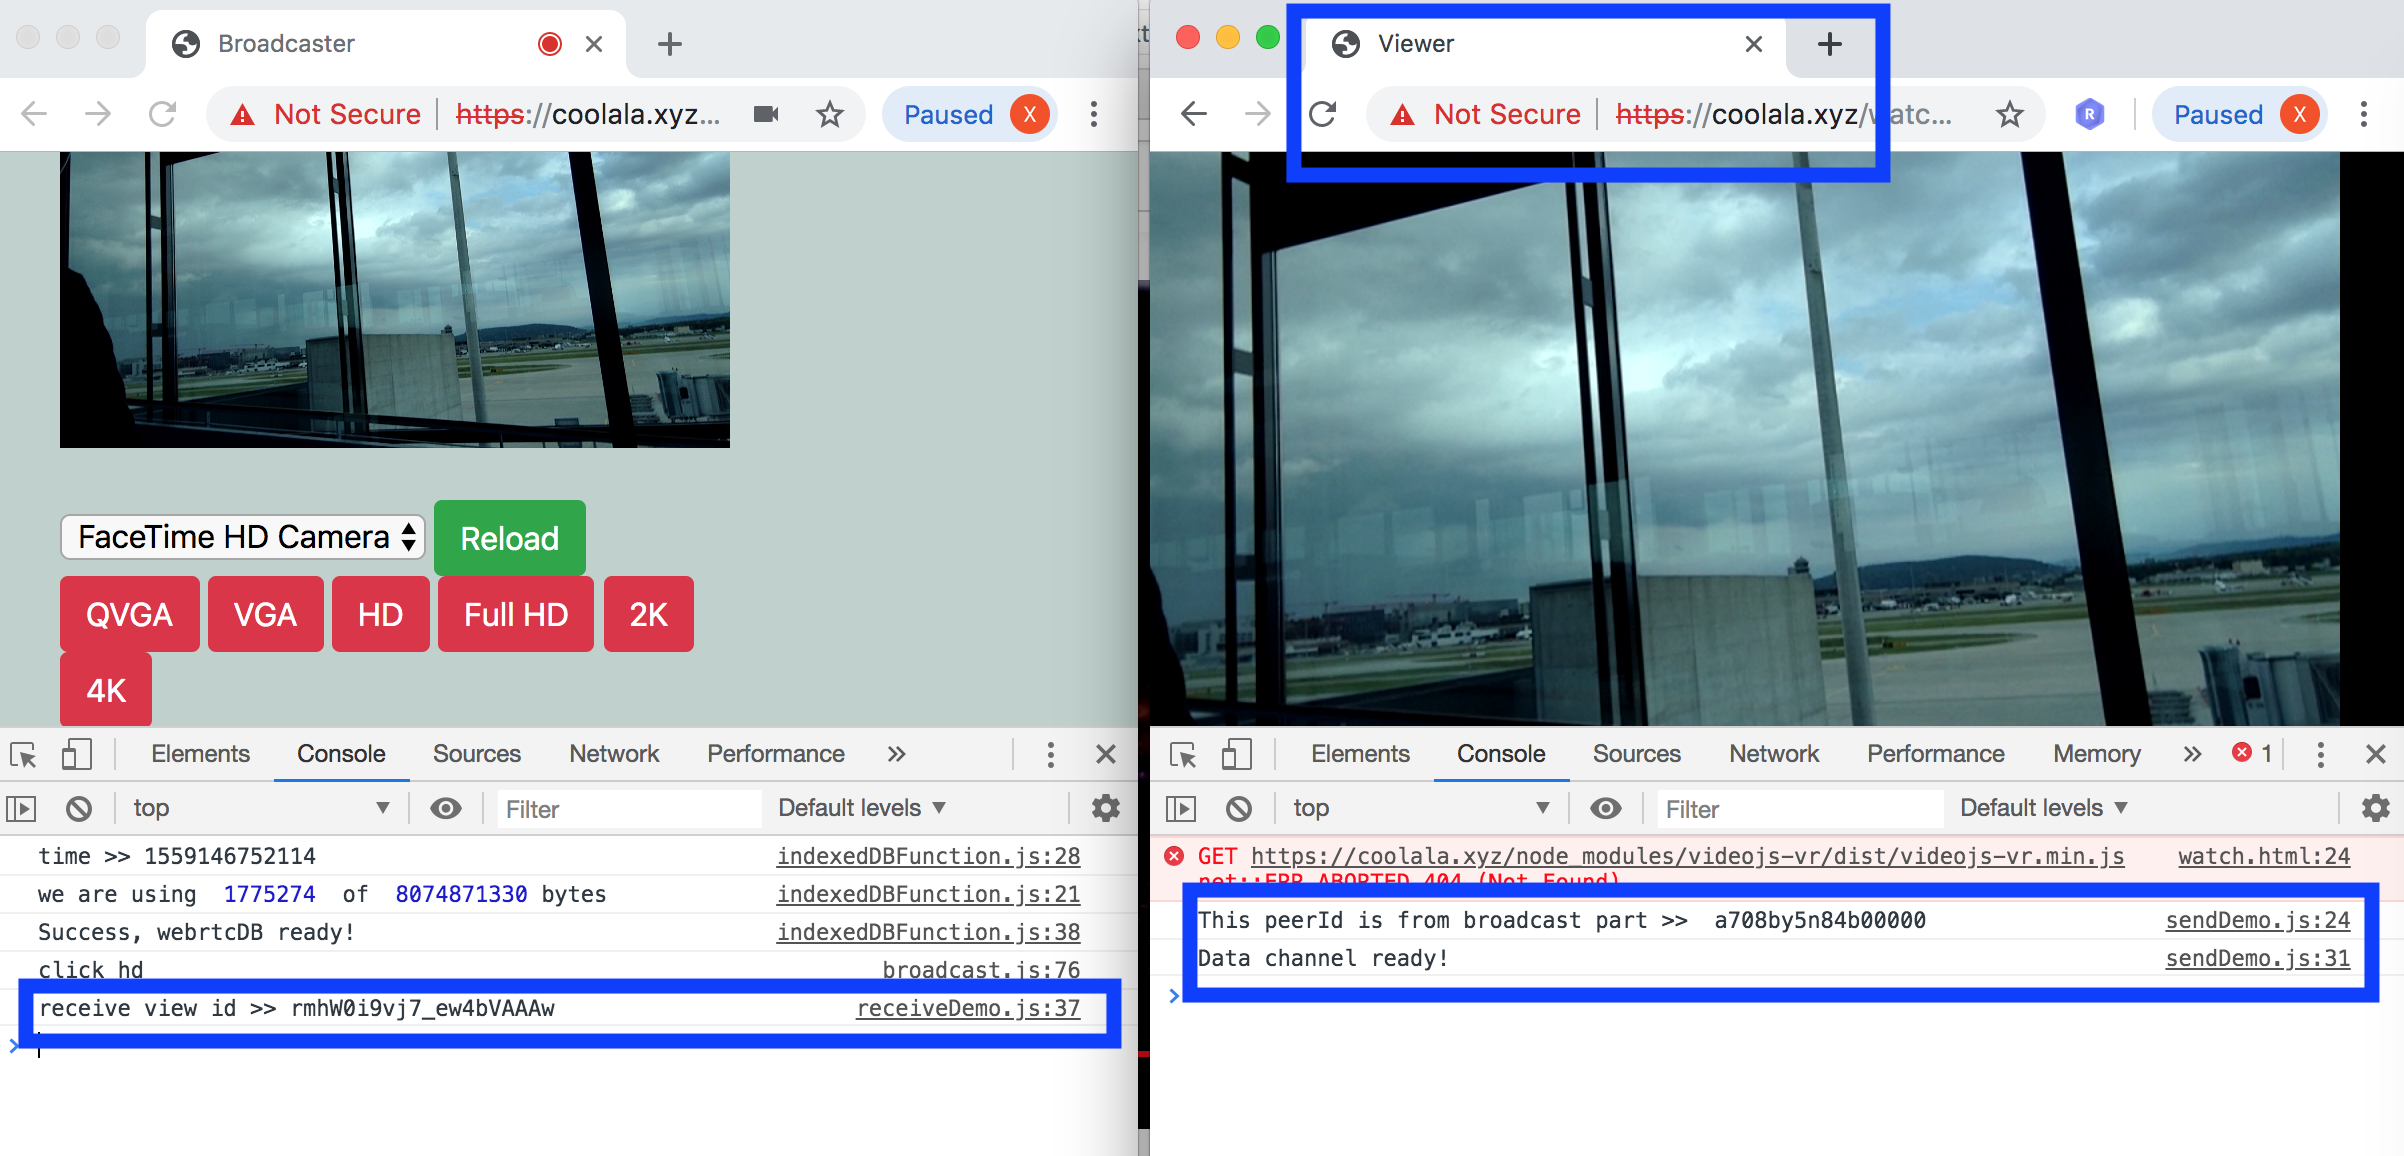 Broadcaster
Not Secure https://coolala.xyz... Paused X
FaceTime HD Camera Reload
QVGA VGA HD Full HD 2K
4K
Elements Console Sources Network Performance »
top Filter Default levels
time >> 1559146752114 indexedDBFunction.js:28
we are using 1775274 of 8074871330 bytes indexedDBFunction.js:21
Success, webrtcDB ready! indexedDBFunction.js:38
click hd broadcast.js:76
receive view id >> rmhW0i9vj7_ew4bVAAAw receiveDemo.js:37
Viewer
Not Secure https://coolala.xyz/watc... R Paused X
Elements Console Sources Network Performance Memory » 1
top Filter Default levels
GET https://coolala.xyz/node_modules/videojs-vr/dist/videojs-vr.min.js watch.html:24
net::ERR_ABORTED 404 (Not Found)
This peerId is from broadcast part >> a708by5n84b00000 sendDemo.js:24
Data channel ready! sendDemo.js:31